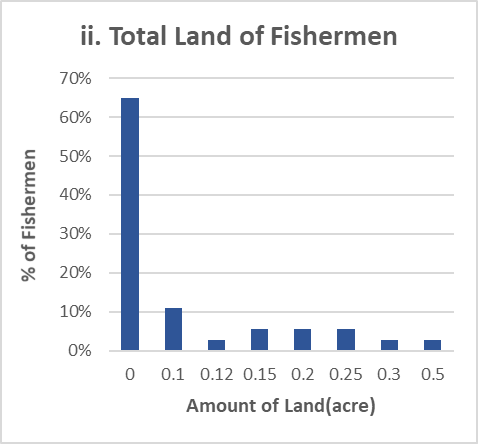 ii. Total Land of Fishermen
70%
60%
50%
40%
30%
20%
10%
0%
% of Fishermen
0 0.1 0.12 0.15 0.2 0.25 0.3 0.5
Amount of Land(acre)